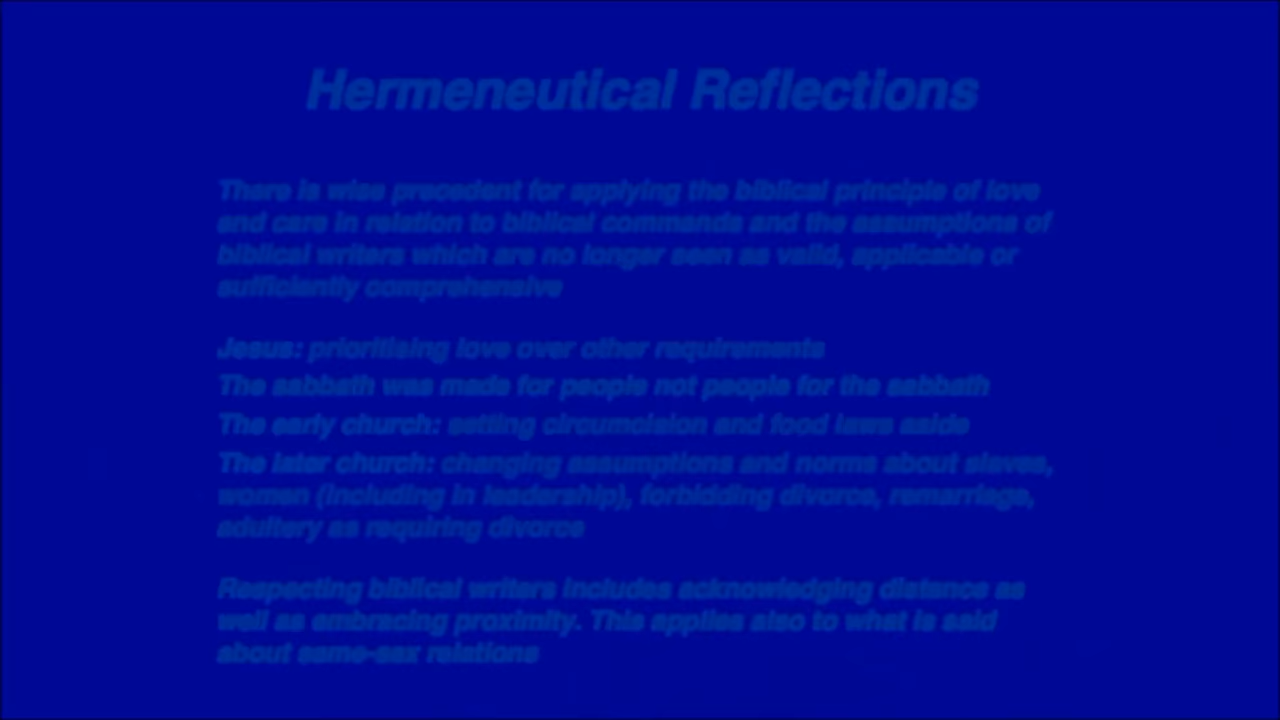 Hermeneutical Reflections
There is wise precedent for applying the biblical principle of love
and care in relation to biblical commands and the assumptions of
biblical writers which are no longer seen as valid, applicable or
sufficiently comprehensive
Jesus: prioritising love over other requirements
The sabbath was made for people not people for the sabbath
The early church: setting circumcision and food laws aside
The later church: changing assumptions and norms about slaves,
women (including in leadership), forbidding divorce, remarriage,
adultery as requiring divorce
Respecting biblical writers includes acknowledging distance as
well as embracing proximity. This applies also to what is said
about same-sex relations